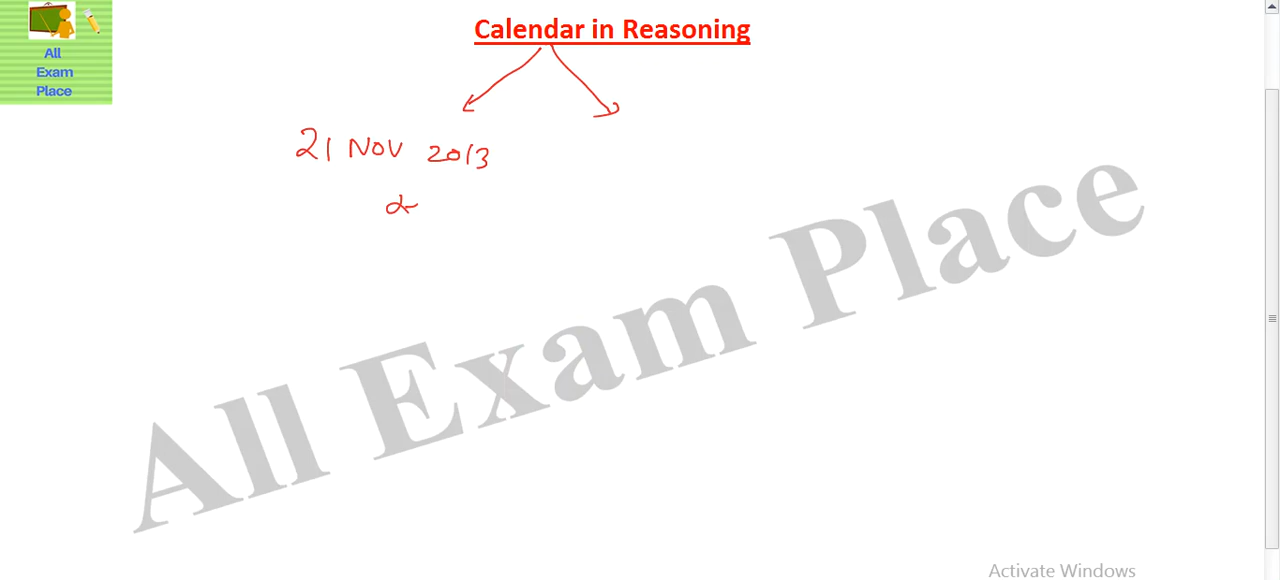 All
Exam
Place
Calendar in Reasoning
21 Nov 2013
All Exam Place
Activate Windows